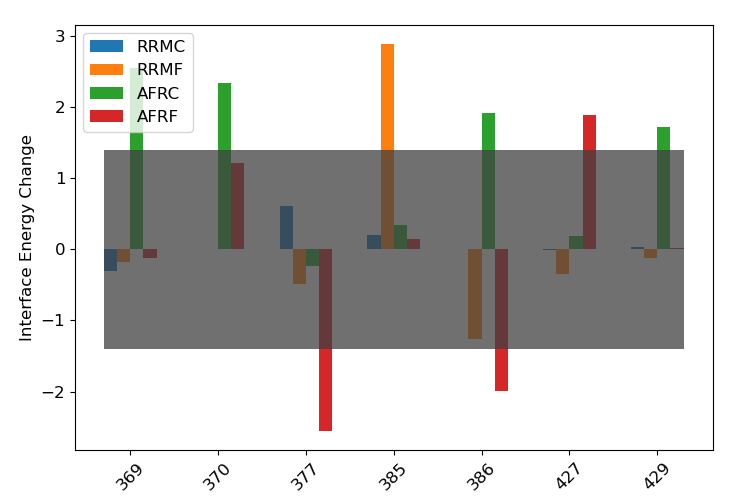 RRMC
RRMF
AFRC
AFRF
Interface Energy Change
3
2
1
0
−1
−2
369 370 377 385 386 427 429